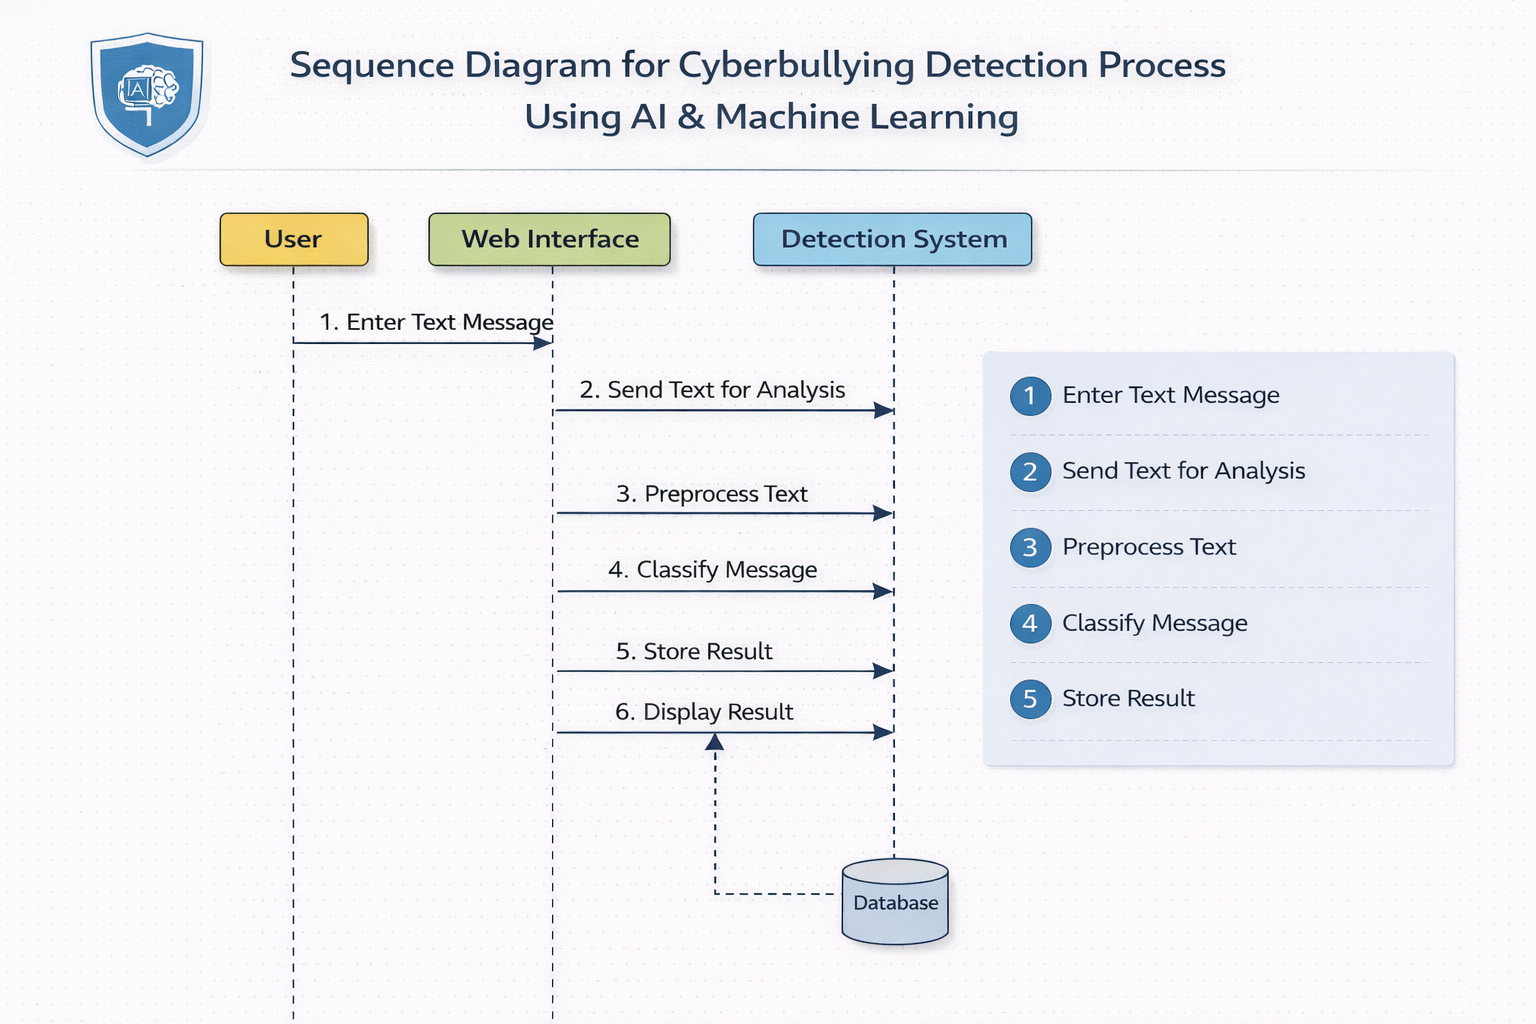 AI
Sequence Diagram for Cyberbullying Detection Process
Using AI & Machine Learning
User
Web Interface
Detection System
1. Enter Text Message
2. Send Text for Analysis
3. Preprocess Text
4. Classify Message
5. Store Result
6. Display Result
Database
1 Enter Text Message
2 Send Text for Analysis
3 Preprocess Text
4 Classify Message
5 Store Result